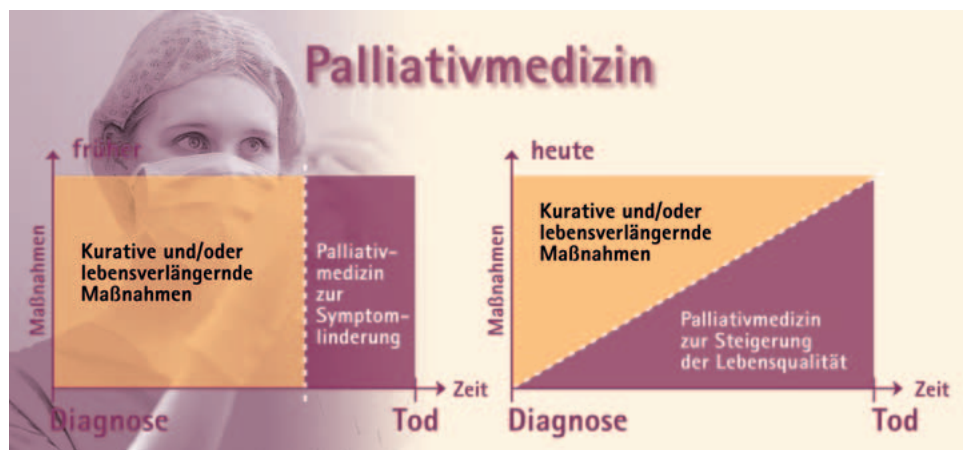 Palliativmedizin
früher
Maßnahmen
Kurative und/oder
lebensverlängernde
Maßnahmen
Palliativ-
medizin
zur
Symptom-
linderung
Zeit
Diagnose
Tod
heute
Maßnahmen
Kurative und/oder
lebensverlängernde
Maßnahmen
Palliativmedizin
zur Steigerung
der Lebensqualität
Zeit
Diagnose
Tod